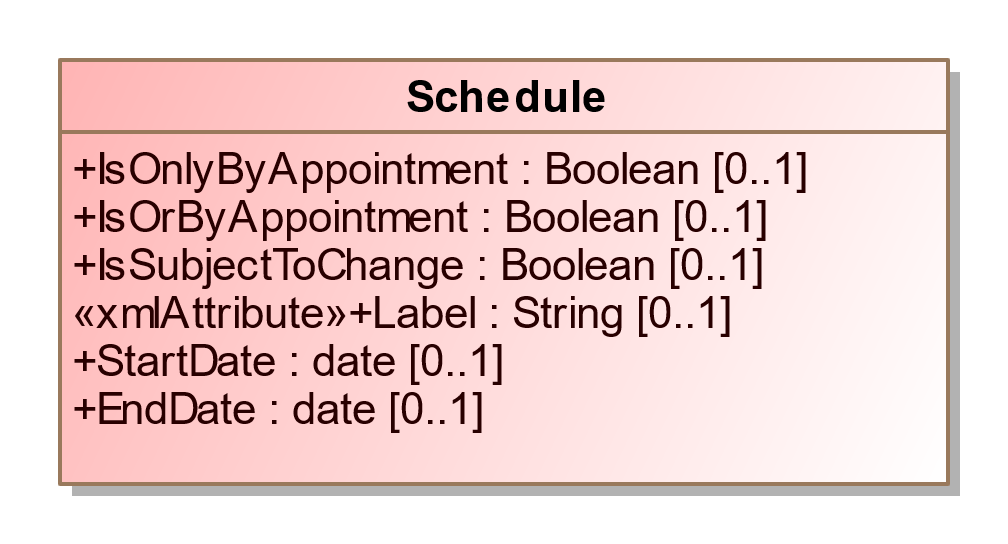 Schedule
+IsOnlyByAppointment : Boolean [0..1]
+IsOrByAppointment : Boolean [0..1]
+IsSubjectToChange : Boolean [0..1]
«xmlAttribute»+Label : String [0..1]
+StartDate : date [0..1]
+EndDate : date [0..1]